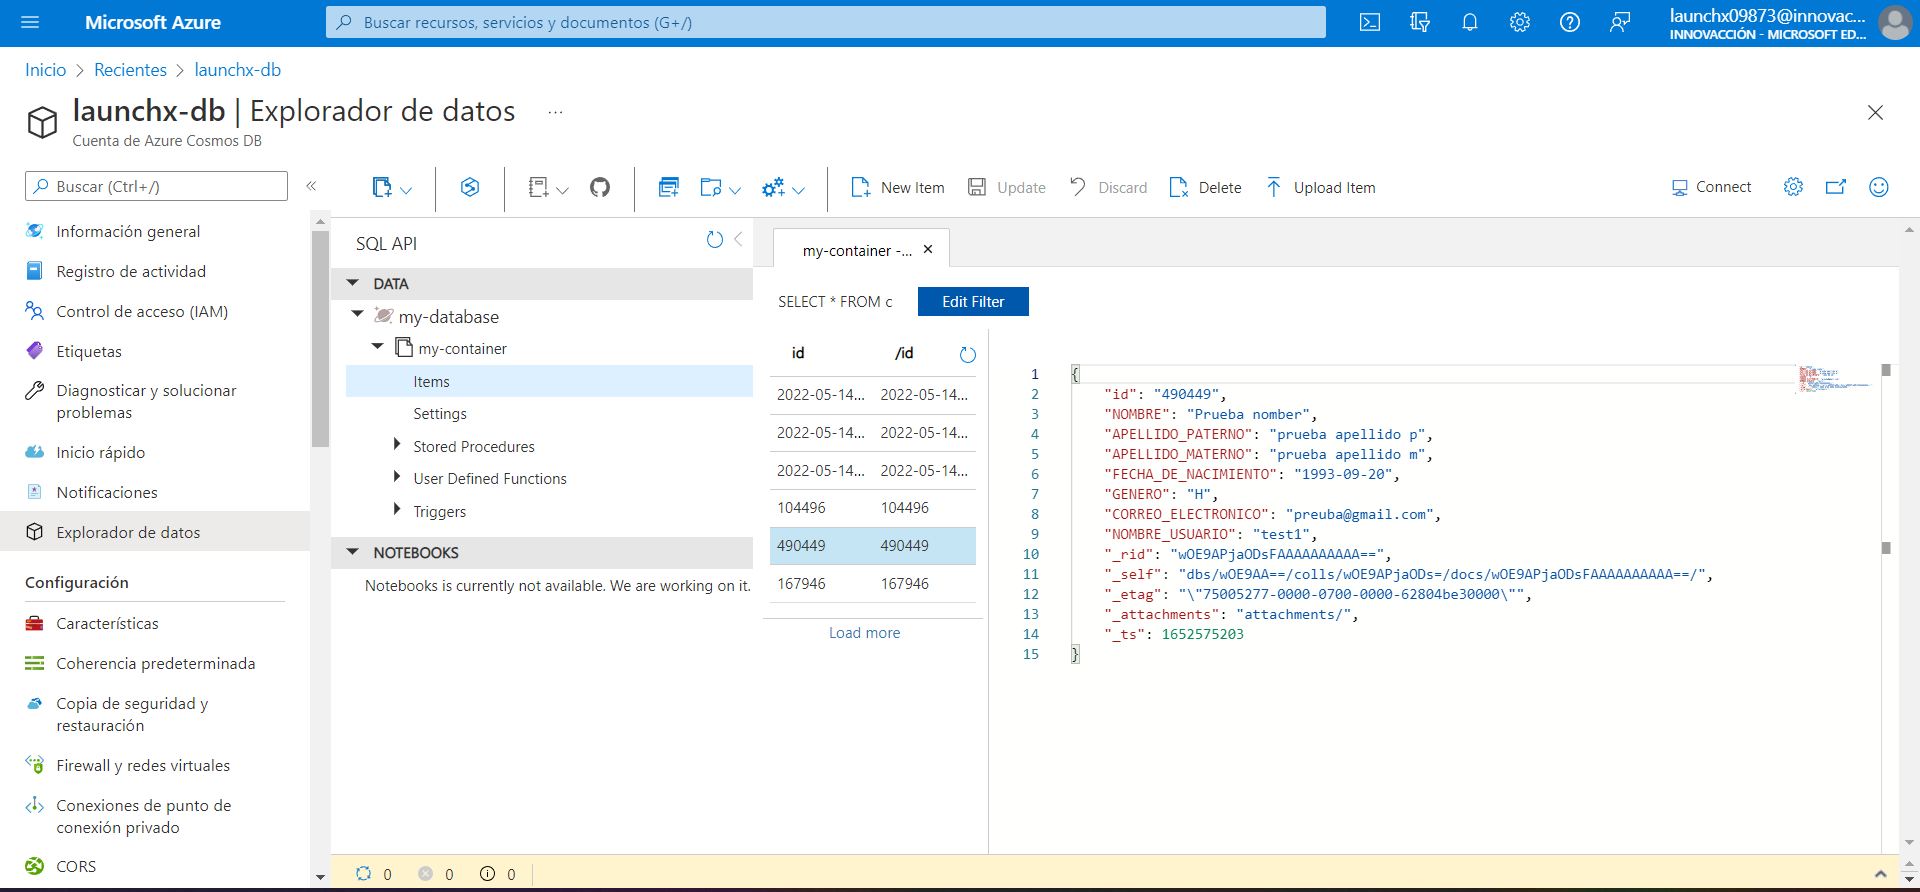 Microsoft Azure
Buscar recursos, servicios y documentos (G+/)
launchx09873@innovac...
INNOVACCIÓN - MICROSOFT ED...
Inicio > Recientes > launchx-db
launchx-db | Explorador de datos ...
Cuenta de Azure Cosmos DB
Buscar (Ctrl+/)
«
Información general
Registro de actividad
Control de acceso (IAM)
Etiquetas
Diagnosticar y solucionar
problemas
Inicio rápido
Notificaciones
Explorador de datos
Configuración
Características
Coherencia predeterminada
Copia de seguridad y
restauración
Firewall y redes virtuales
Conexiones de punto de
conexión privado
CORS
New Item Update Discard Delete Upload Item Connect
SQL API
DATA
my-database
my-container
Items
Settings
Stored Procedures
User Defined Functions
Triggers
NOTEBOOKS
Notebooks is currently not available. We are working on it.
my-container -...
SELECT * FROM c Edit Filter
id /id
2022-05-14... 2022-05-14...
2022-05-14... 2022-05-14...
2022-05-14... 2022-05-14...
104496 104496
490449 490449
167946 167946
Load more
1 {
2 "id": "490449",
3 "NOMBRE": "Prueba nomber",
4 "APELLIDO_PATERNO": "prueba apellido p",
5 "APELLIDO_MATERNO": "prueba apellido m",
6 "FECHA_DE_NACIMIENTO": "1993-09-20",
7 "GENERO": "H",
8 "CORREO_ELECTRONICO": "preuba@gmail.com",
9 "NOMBRE_USUARIO": "test1",
10 "_rid": "wOE9APjaODsFAAAAAAAAAA==",
11 "_self": "dbs/wOE9AA==/colls/wOE9APjaODs=/docs/wOE9APjaODsFAAAAAAAAAA==/",
12 "_etag": "\"75005277-0000-0700-0000-62804be30000\"",
13 "_attachments": "attachments/",
14 "_ts": 1652575203
15 }
0 0 0